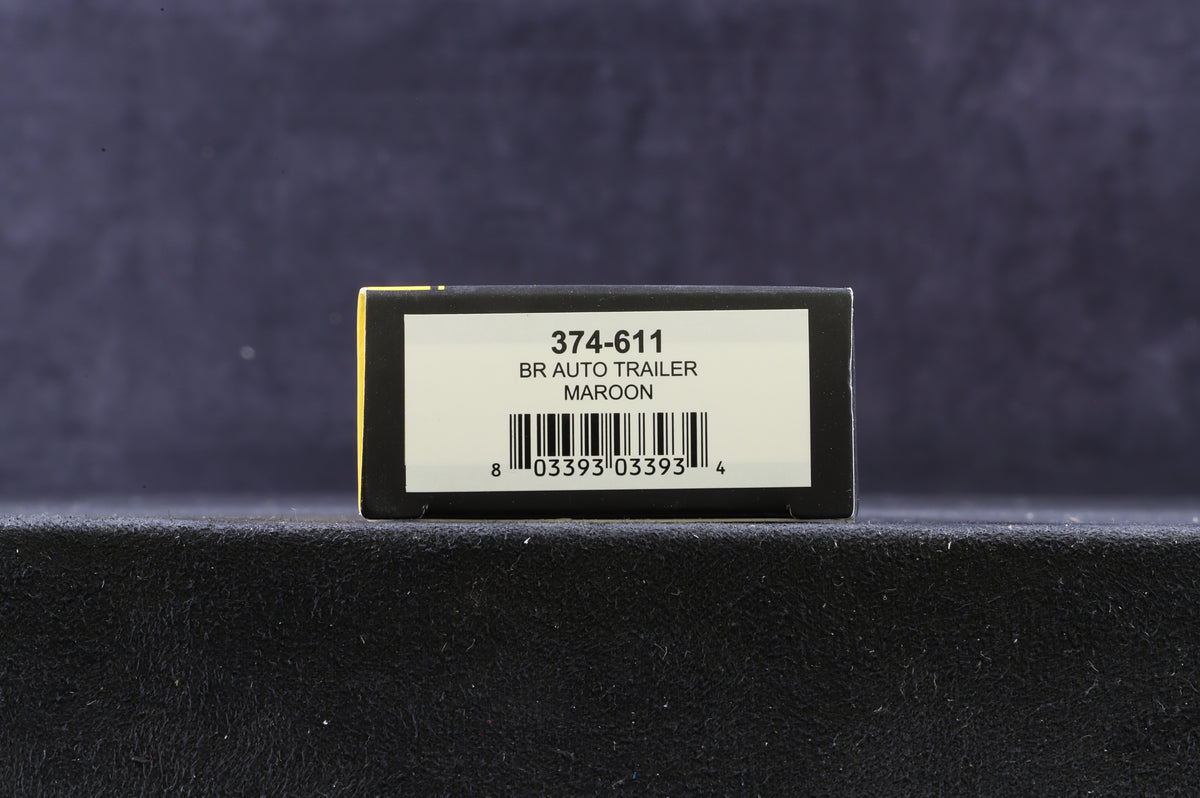 374-611
BR AUTO TRAILER
MAROON
8 03393 03393 4